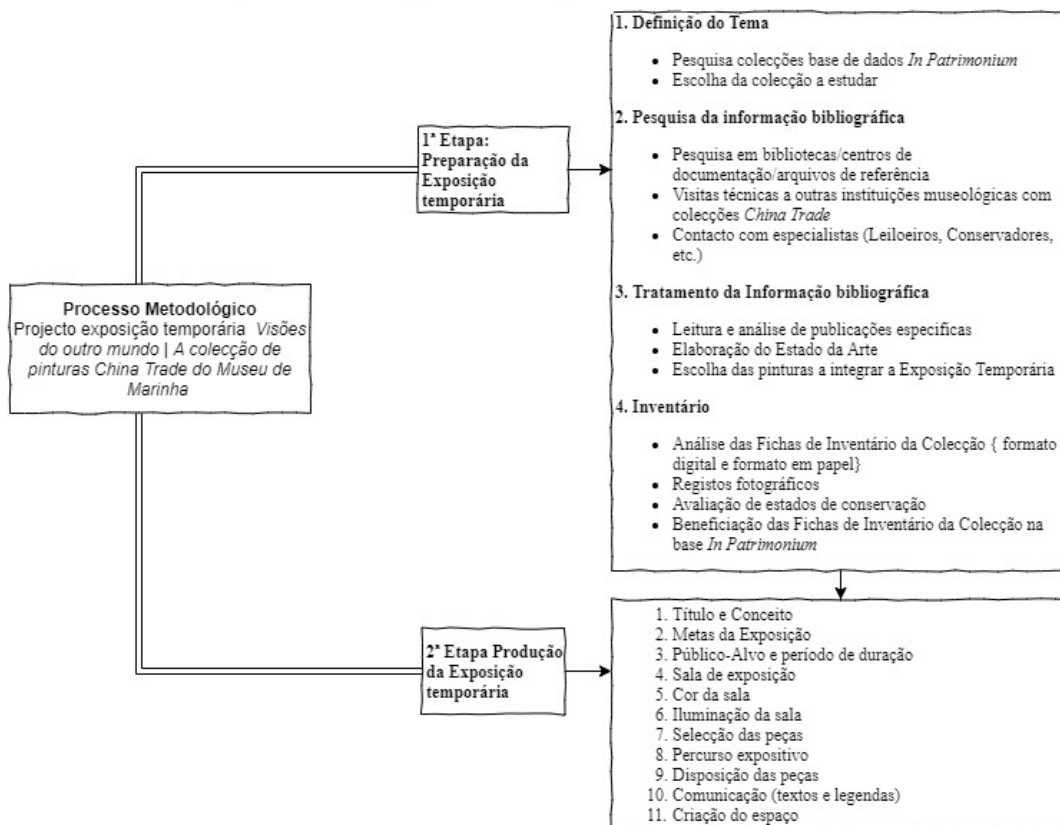 Processo Metodológico
Projecto exposição temporária Visões
do outro mundo | A colecção de
pinturas China Trade do Museu de
Marinha
1ª Etapa:
Preparação da
Exposição
temporária
1. Definição do Tema
• Pesquisa colecções base de dados In Patrimonium
• Escolha da colecção a estudar
2. Pesquisa da informação bibliográfica
• Pesquisa em bibliotecas/centros de
documentação/arquivos de referência
• Visitas técnicas a outras instituições museológicas com
colecções China Trade
• Contacto com especialistas (Leiloeiros, Conservadores,
etc.)
3. Tratamento da Informação bibliográfica
• Leitura e análise de publicações especificas
• Elaboração do Estado da Arte
• Escolha das pinturas a integrar a Exposição Temporária
4. Inventário
• Análise das Fichas de Inventário da Colecção { formato
digital e formato em papel}
• Registos fotográficos
• Avaliação de estados de conservação
• Beneficiação das Fichas de Inventário da Colecção na
base In Patrimonium
2ª Etapa Produção
da Exposição
temporária
1. Título e Conceito
2. Metas da Exposição
3. Público-Alvo e período de duração
4. Sala de exposição
5. Cor da sala
6. Iluminação da sala
7. Selecção das peças
8. Percurso expositivo
9. Disposição das peças
10. Comunicação (textos e legendas)
11. Criação do espaço